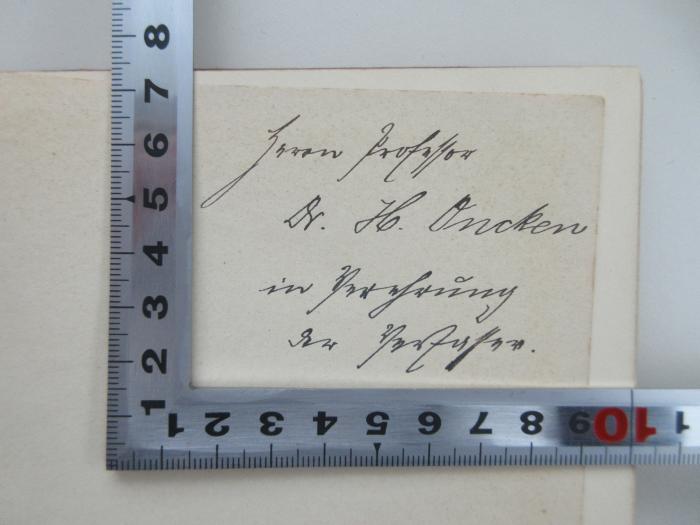 Herrn Professor
Dr. H. Oncken
in Verehrung
der Verfasser.
8
7
6
5
4
3
2
1
1 2 3 4 5 6 7 8 9 10 1